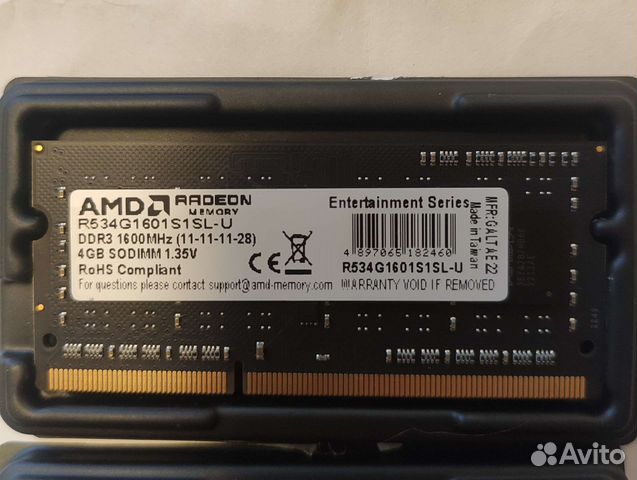 AMD RADEON
MEMORY
R534G1601S1SL-U
DDR3 1600MHz (11-11-11-28)
4GB SODIMM 1.35V
RoHS Compliant
For questions please contact support@amd-memory.com
Entertainment Series
4 897065 182460
R534G1601S1SL-U
WARRANTY VOID IF REMOVED
Made in Taiwan
MFR:GALTAE22
Avito